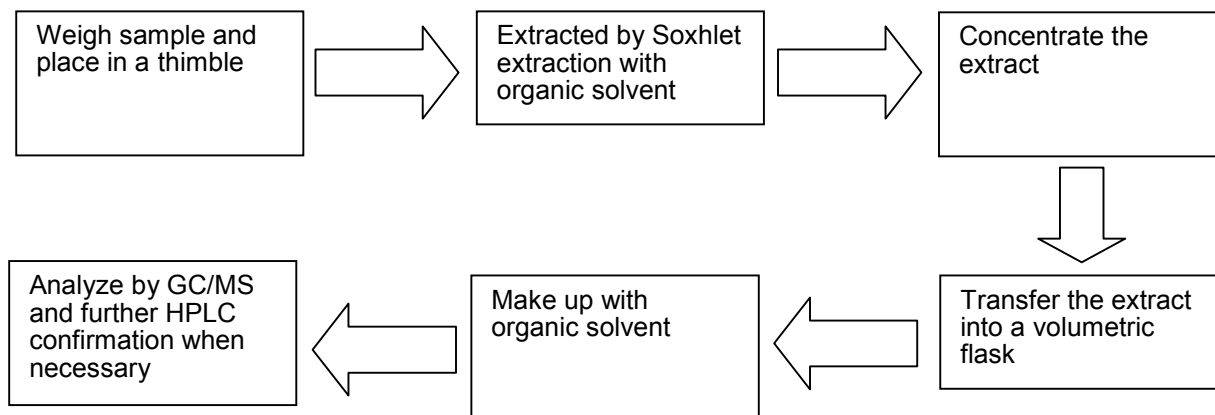 Weigh sample and
place in a thimble
Extracted by Soxhlet
extraction with
organic solvent
Concentrate the
extract
Transfer the extract
into a volumetric
flask
Make up with
organic solvent
Analyze by GC/MS
and further HPLC
confirmation when
necessary